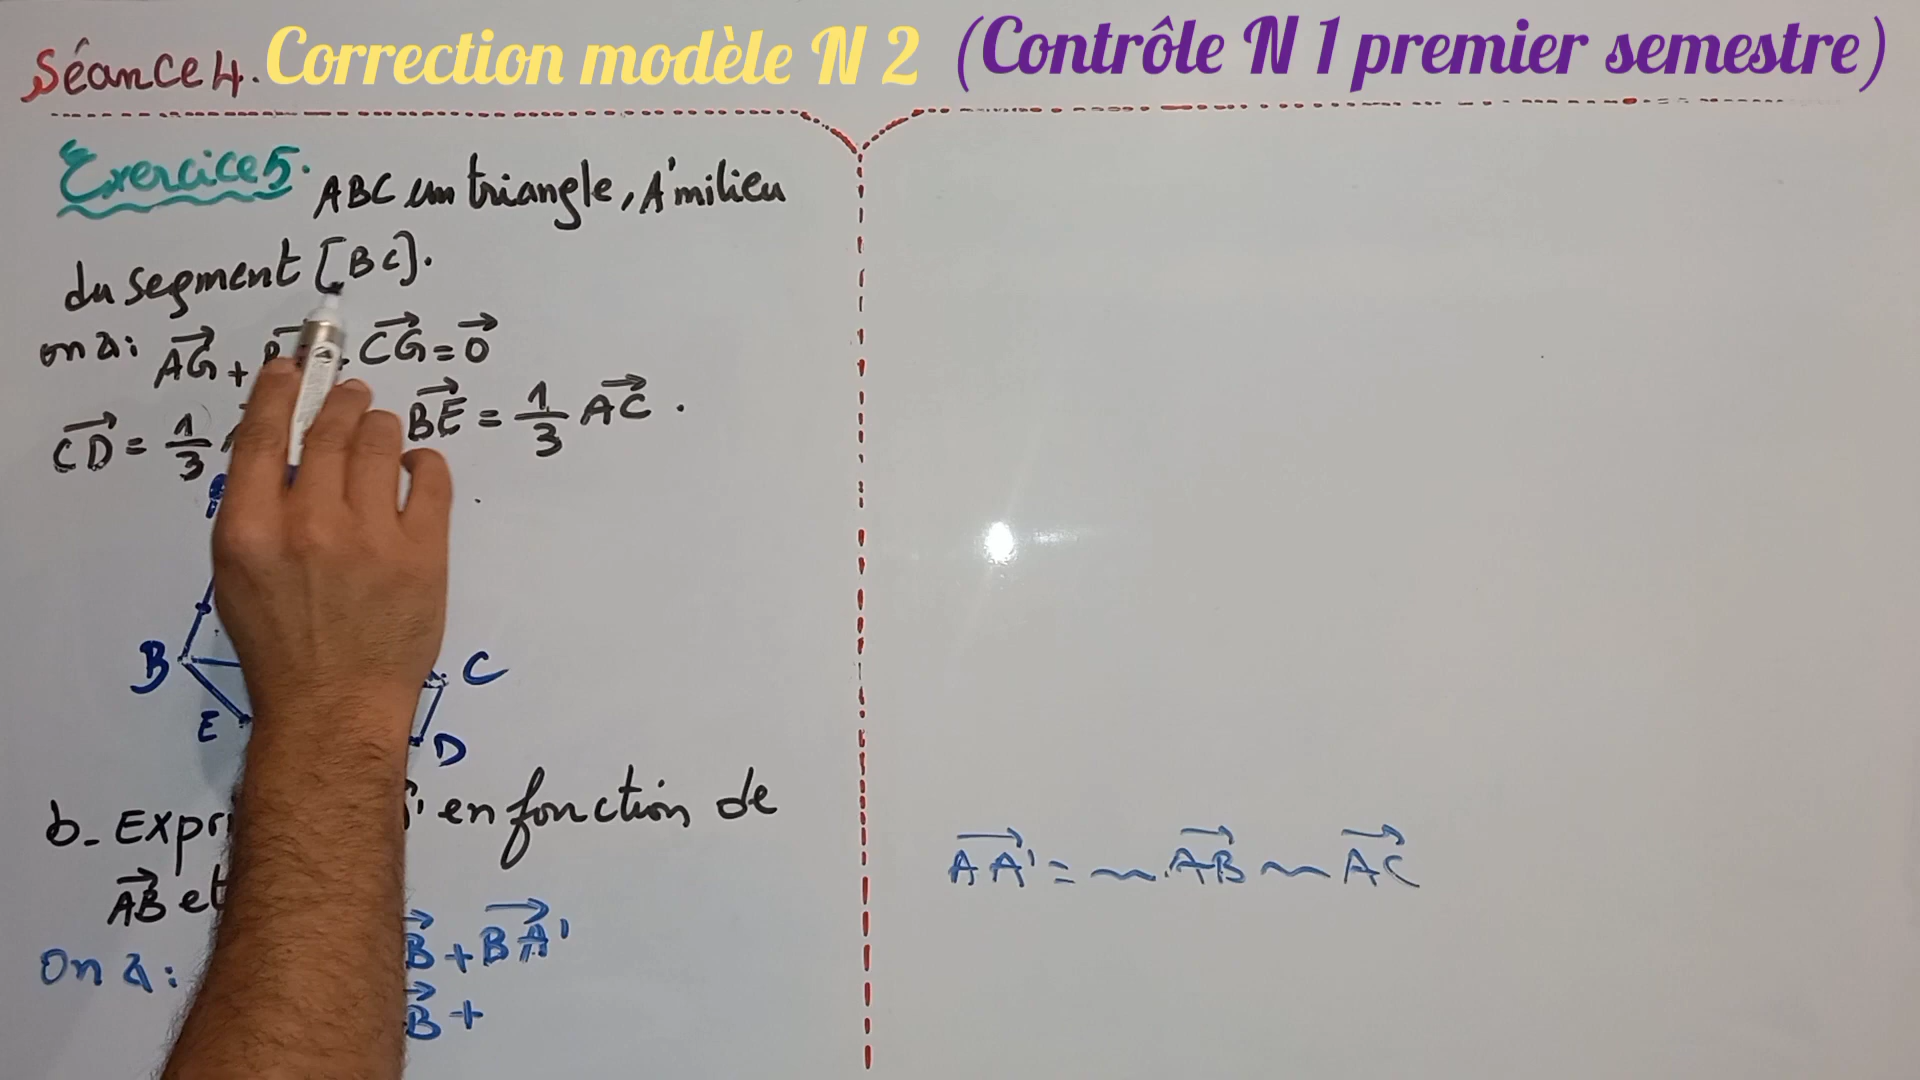 Séance 4. Correction modèle N 2 (Contrôle N 1 premier semestre)
Exercice 5. ABC un triangle, A' milieu
du segment [BC].
on a: AG + CG = 0
CD = 1/3 BE = 1/3 AC .
B C
E D
b- en fonction de
AB et
On a: B + BA'
B +
AA' = ~ AB ~ AC